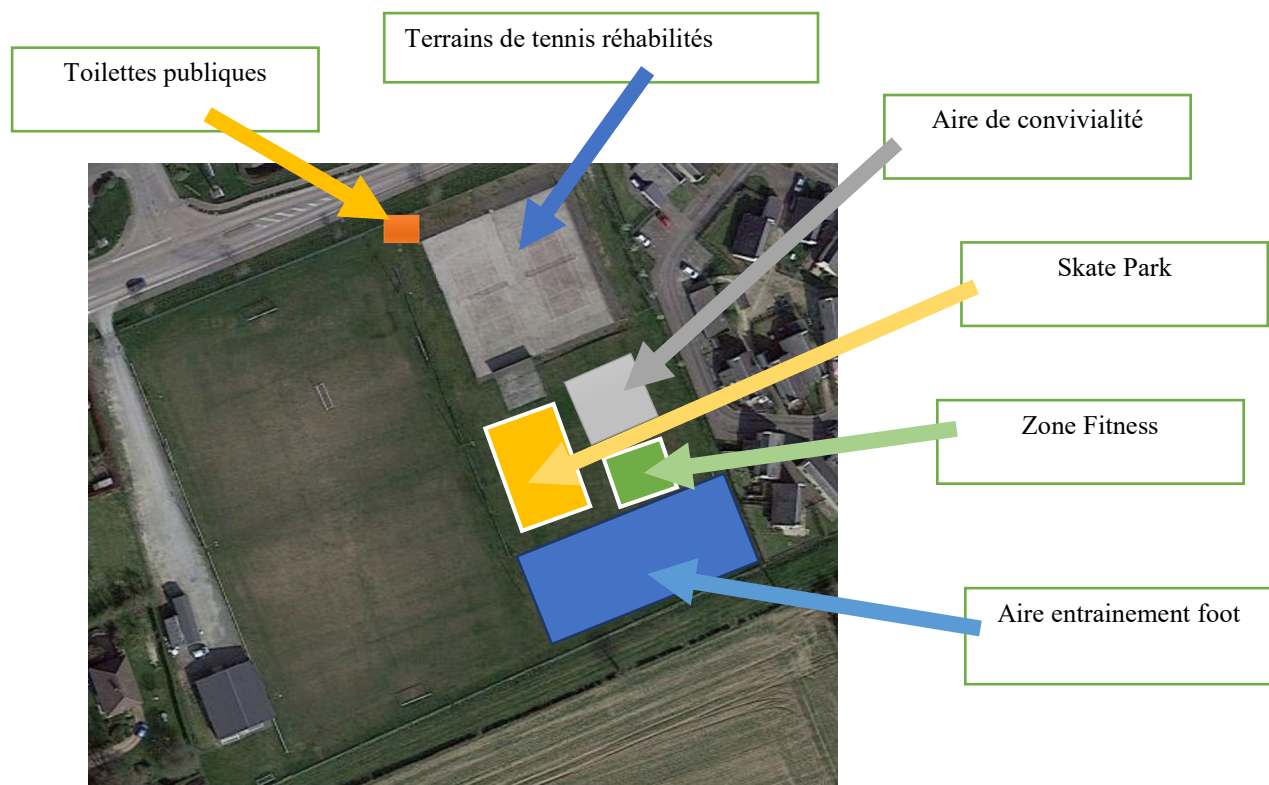 Terrains de tennis réhabilités
Toilettes publiques
Aire de convivialité
Skate Park
Zone Fitness
Aire entrainement foot